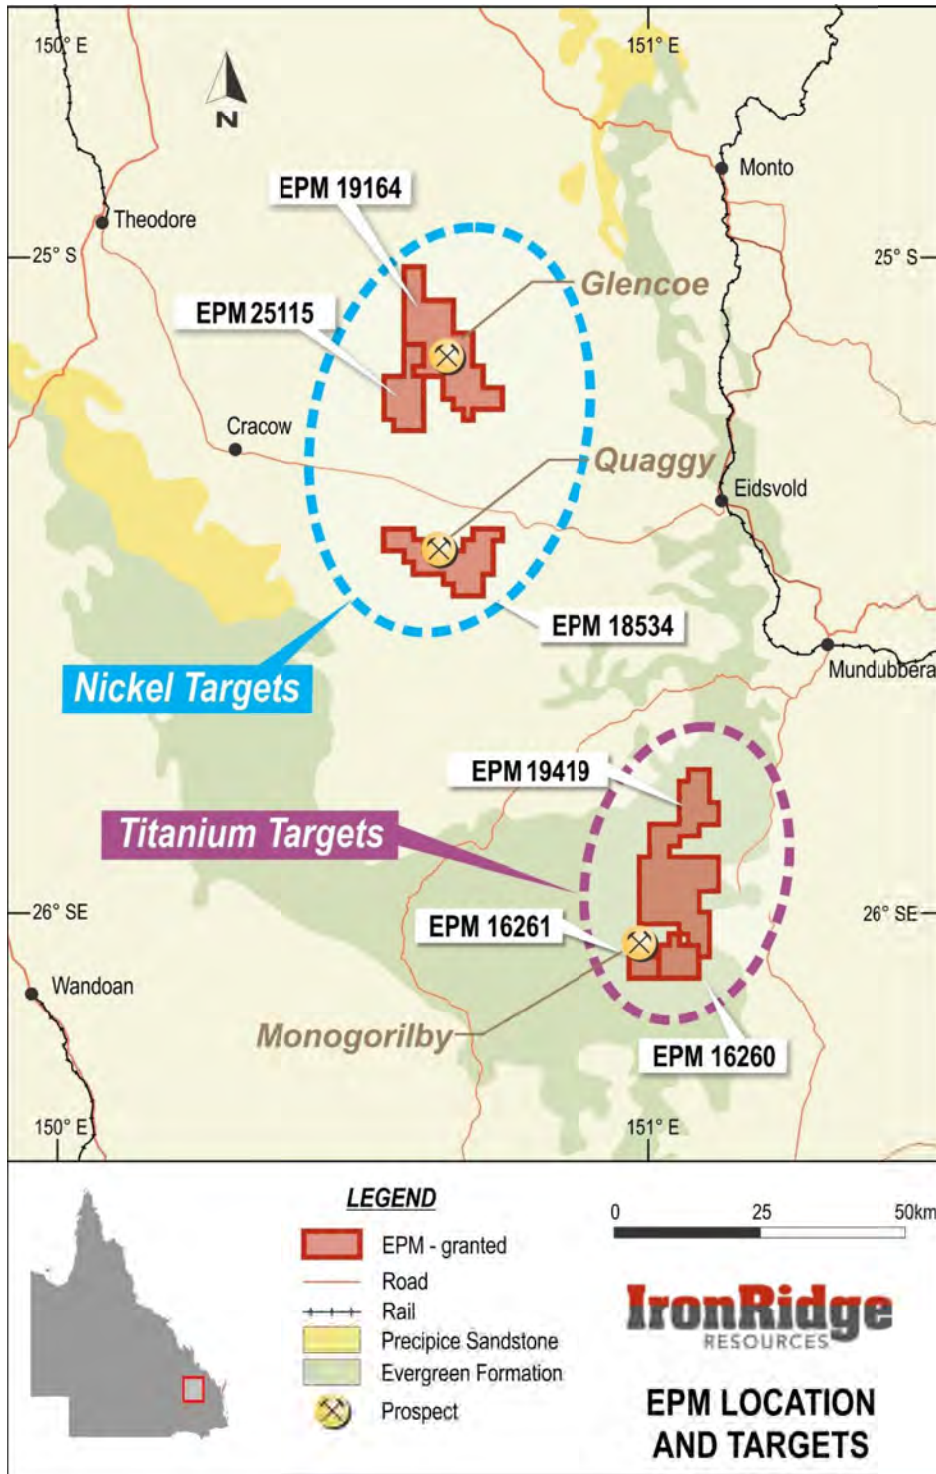 150° E
151° E
N
Monto
EPM 19164
Theodore
25° S
25° S
Glencoe
EPM 25115
Cracow
Quaggy
Eidsvold
EPM 18534
Mundubbera
Nickel Targets
EPM 19419
Titanium Targets
26° SE
26° SE
EPM 16261
Wandoan
Monogorilby
EPM 16260
150° E
151° E
LEGEND
EPM - granted
Road
Rail
Precipice Sandstone
Evergreen Formation
Prospect
0 25 50km
IronRidge
RESOURCES
EPM LOCATION
AND TARGETS